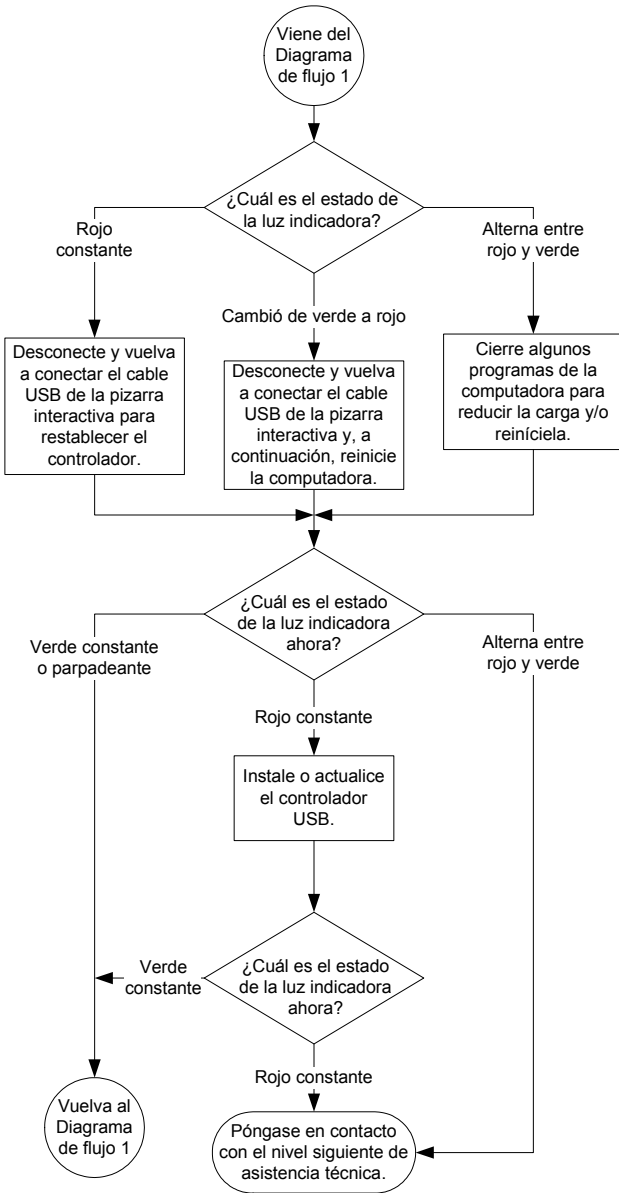 Viene del
Diagrama
de flujo 1
¿Cuál es el estado de
la luz indicadora?
Rojo
constante
Alterna entre
rojo y verde
Cambió de verde a rojo
Desconecte y vuelva
a conectar el cable
USB de la pizarra
interactiva para
restablecer el
controlador.
Desconecte y vuelva
a conectar el cable
USB de la pizarra
interactiva y, a
continuación, reinicie
la computadora.
Cierre algunos
programas de la
computadora para
reducir la carga y/o
reiníciela.
¿Cuál es el estado
de la luz indicadora
ahora?
Verde constante
o parpadeante
Alterna entre
rojo y verde
Rojo constante
Instale o actualice
el controlador
USB.
Verde
constante
¿Cuál es el estado
de la luz indicadora
ahora?
Rojo constante
Vuelva al
Diagrama
de flujo 1
Póngase en contacto
con el nivel siguiente de
asistencia técnica.